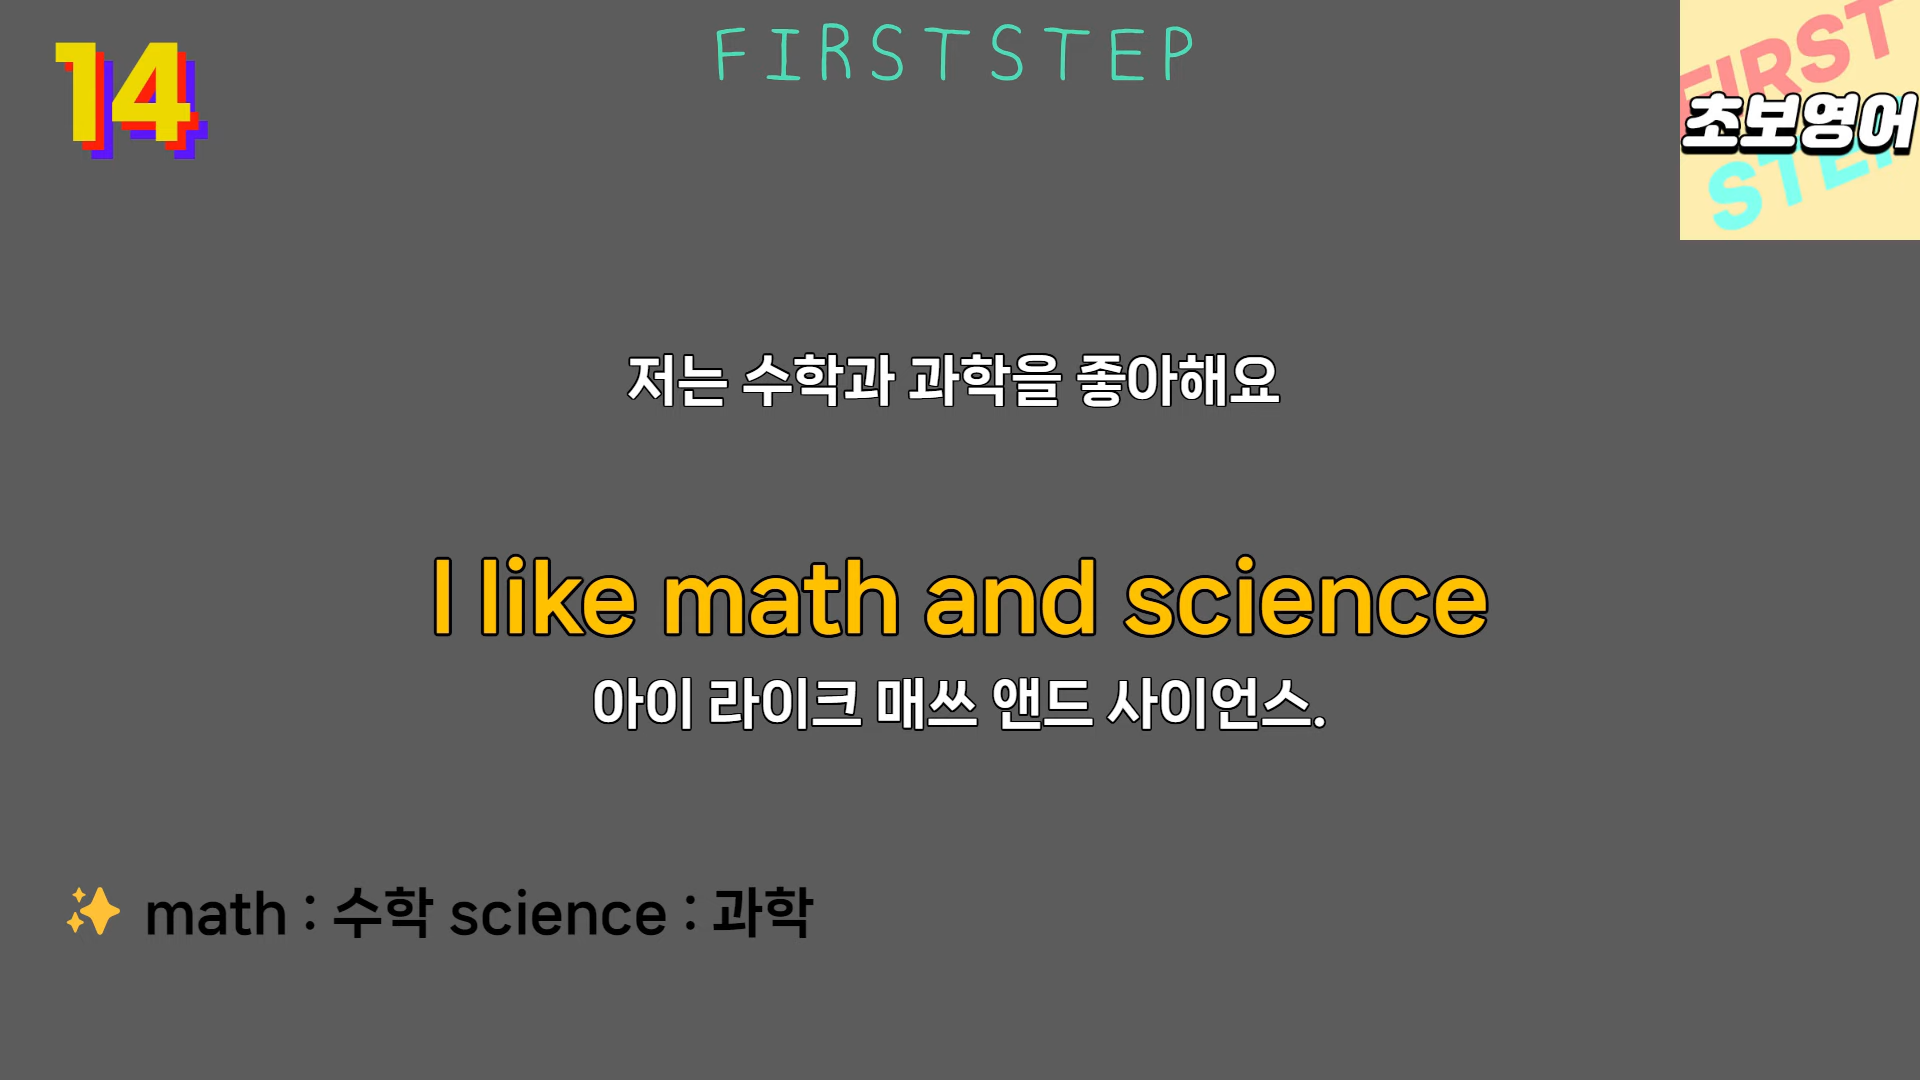 14
FIRSTSTEP
FIRST
초보영어
STEP
저는 수학과 과학을 좋아해요
I like math and science
아이 라이크 매쓰 앤드 사이언스.
math : 수학 science : 과학